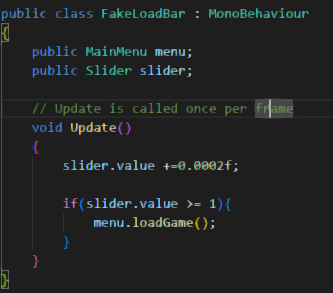 public class FakeLoadBar : MonoBehaviour
{
public MainMenu menu;
public Slider slider;
// Update is called once per frame
void Update()
{
slider.value +=0.0002f;
if(slider.value >= 1){
menu.loadGame();
}
}
}